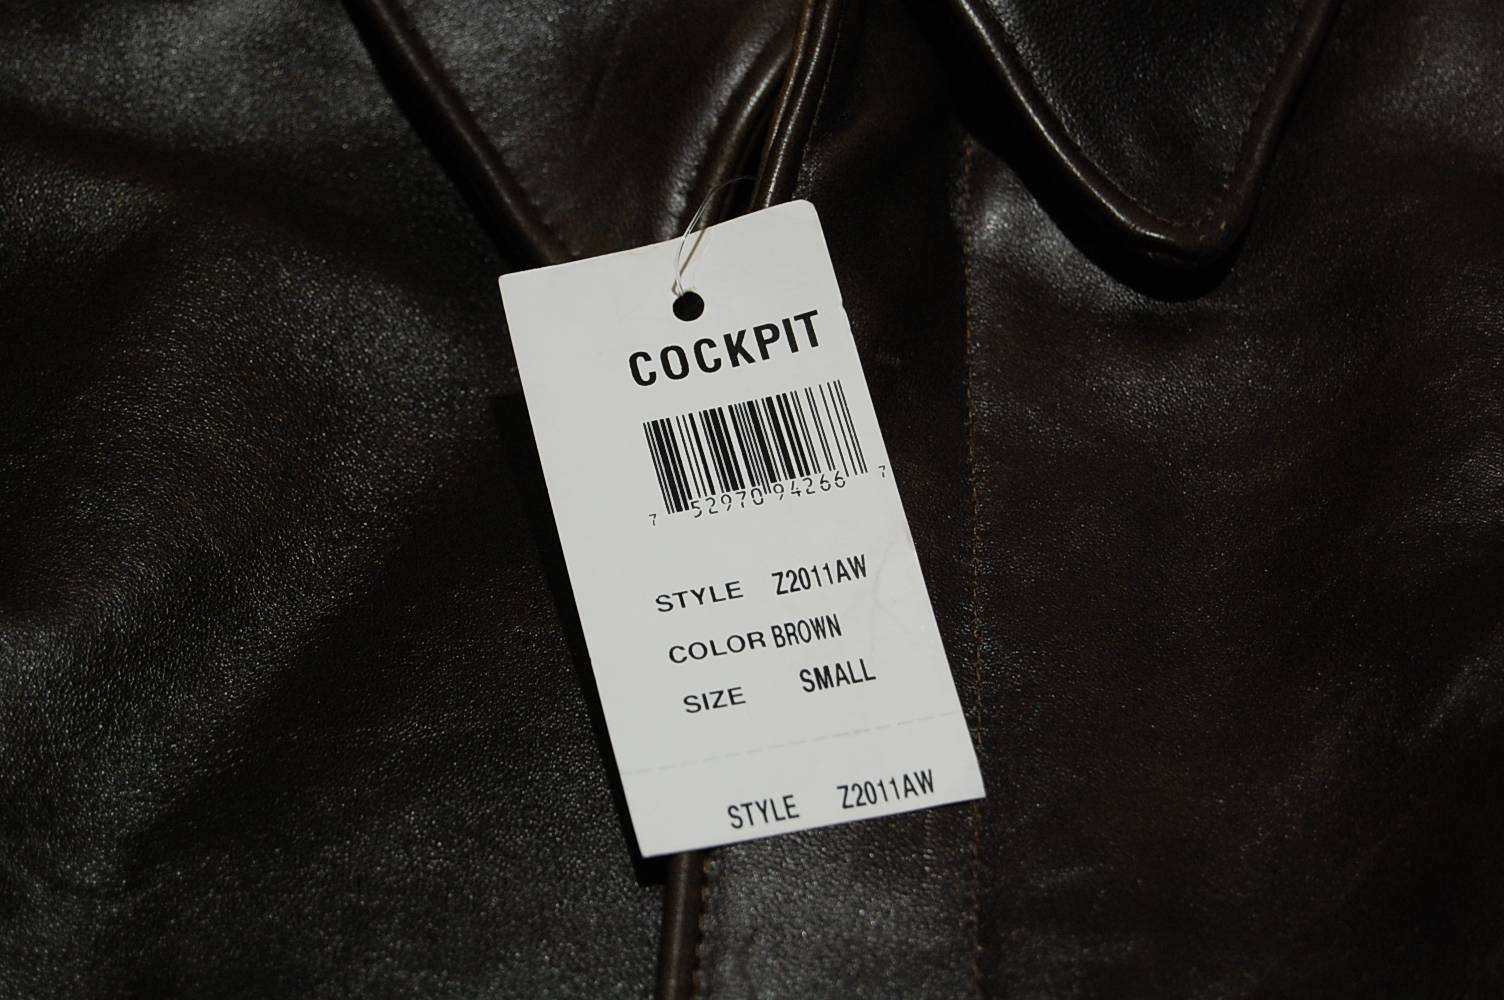 COCKPIT
7 52970 94266 7
STYLE Z2011AW
COLOR BROWN
SIZE SMALL
STYLE Z2011AW